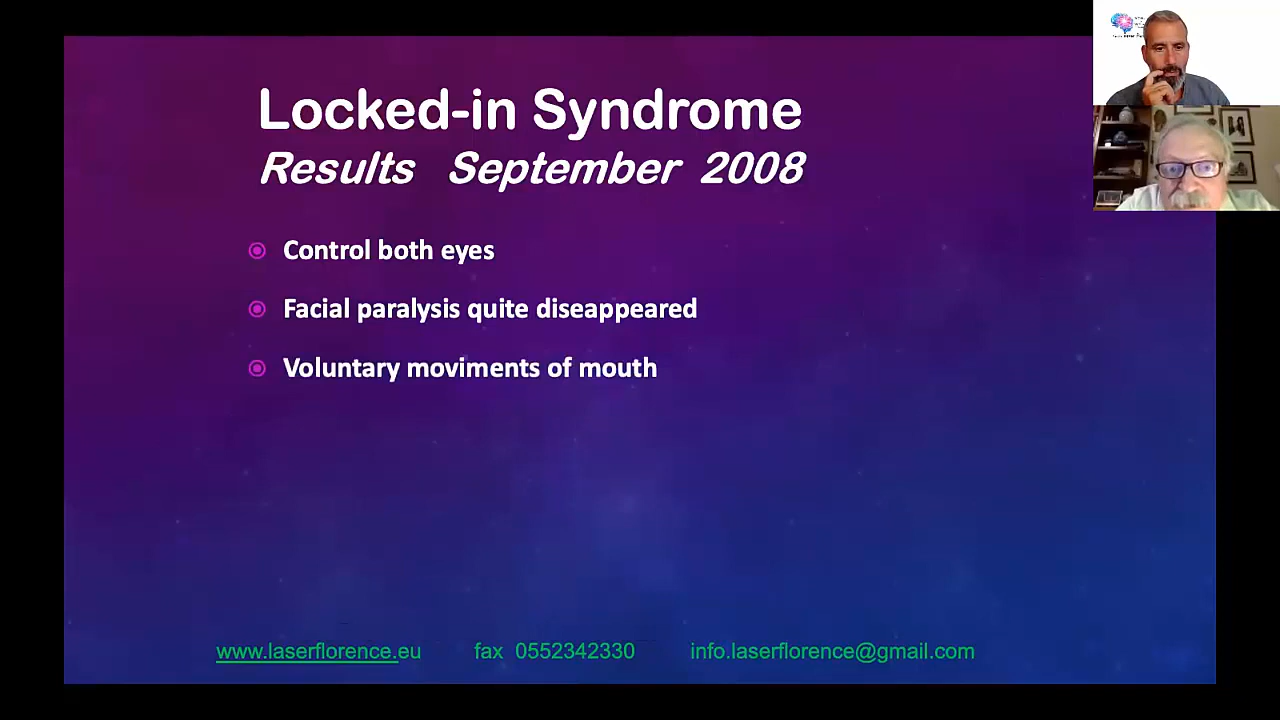 Locked-in Syndrome
Results September 2008
Control both eyes
Facial paralysis quite diseappeared
Voluntary moviments of mouth
www.laserflorence.eu fax 0552342330 info.laserflorence@gmail.com